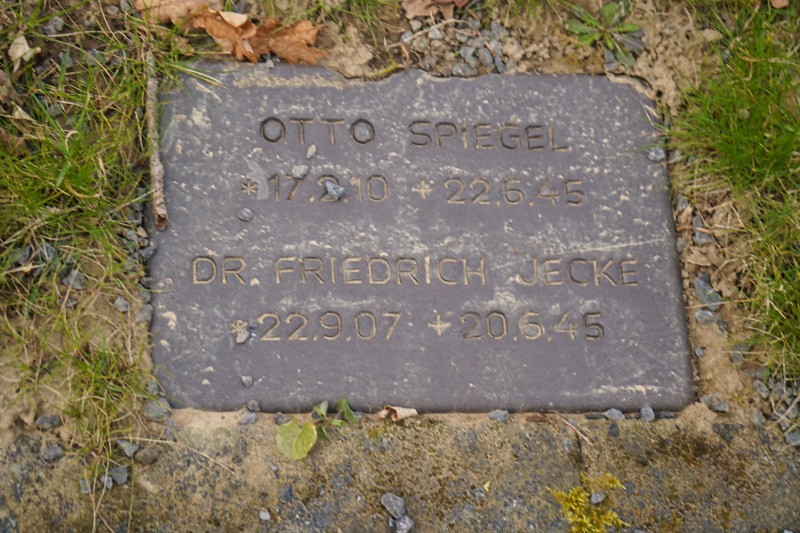 OTTO SPIEGEL
*17.2.10 +22.6.45
DR. FRIEDRICH JECKE
*22.9.07 +20.6.45